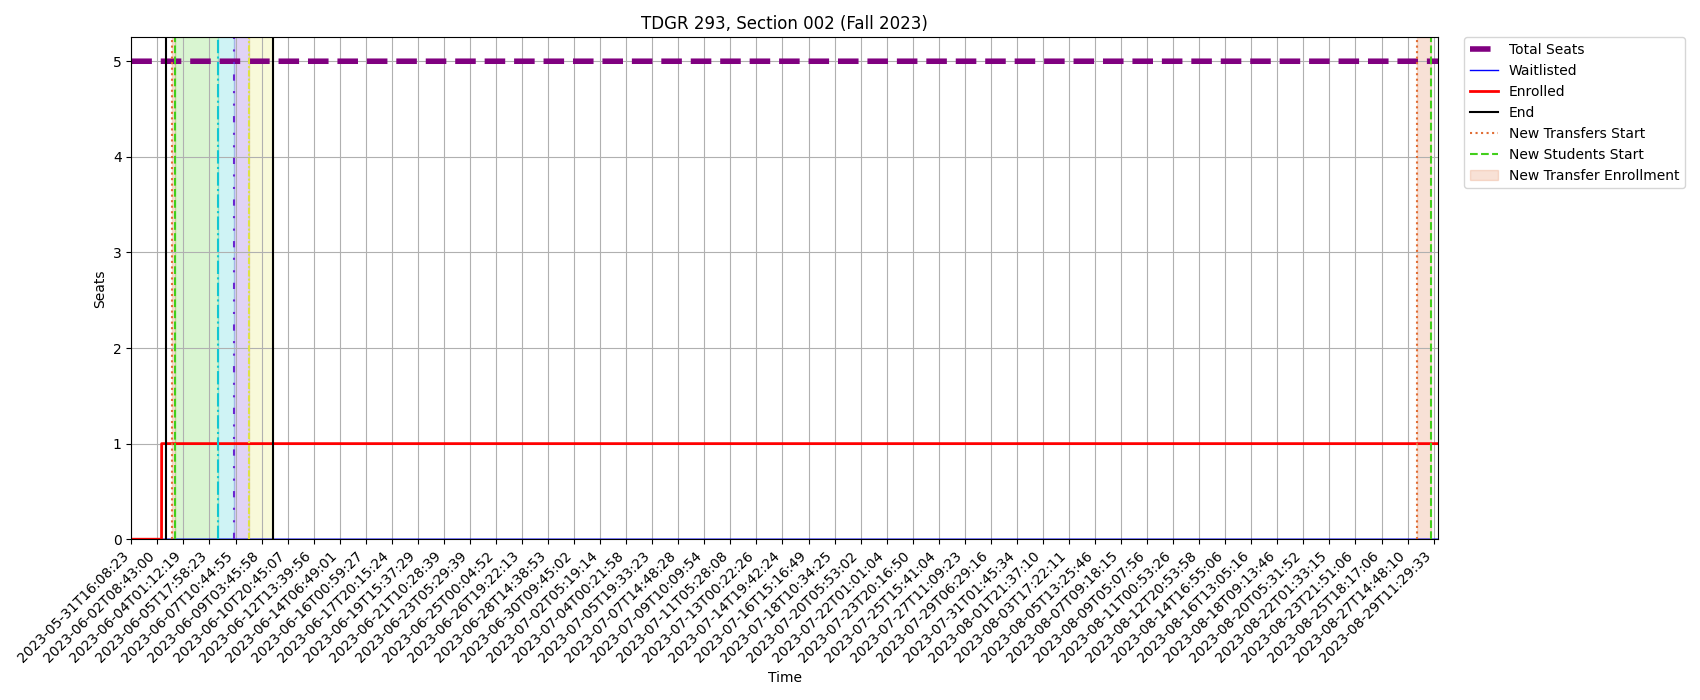 TDGR 293, Section 002 (Fall 2023)
Total Seats
Waitlisted
Enrolled
End
New Transfers Start
New Students Start
New Transfer Enrollment
Seats
5
4
3
2
1
0
2023-05-31T16:08:23
2023-06-02T08:43:00
2023-06-04T01:12:19
2023-06-05T17:58:23
2023-06-07T10:44:55
2023-06-09T03:45:58
2023-06-10T20:45:07
2023-06-12T13:39:56
2023-06-14T06:49:01
2023-06-16T00:59:27
2023-06-17T20:15:24
2023-06-19T15:37:29
2023-06-21T10:28:39
2023-06-23T05:29:39
2023-06-25T00:04:52
2023-06-26T19:22:13
2023-06-28T14:38:53
2023-06-30T09:45:02
2023-07-02T05:19:14
2023-07-04T00:21:58
2023-07-05T19:33:23
2023-07-07T14:48:28
2023-07-09T10:09:54
2023-07-11T05:28:08
2023-07-13T00:22:26
2023-07-14T19:42:24
2023-07-16T15:16:49
2023-07-18T10:34:25
2023-07-20T05:53:02
2023-07-22T01:01:04
2023-07-23T20:16:50
2023-07-25T15:41:04
2023-07-27T11:09:23
2023-07-29T06:29:16
2023-07-31T01:45:34
2023-08-01T21:37:10
2023-08-03T17:22:11
2023-08-05T13:25:46
2023-08-07T09:18:15
2023-08-09T05:07:56
2023-08-11T00:53:26
2023-08-12T20:53:58
2023-08-14T16:55:06
2023-08-16T13:05:16
2023-08-18T09:13:46
2023-08-20T05:31:52
2023-08-22T01:33:15
2023-08-23T21:51:06
2023-08-25T18:17:06
2023-08-27T14:48:10
2023-08-29T11:29:33
Time